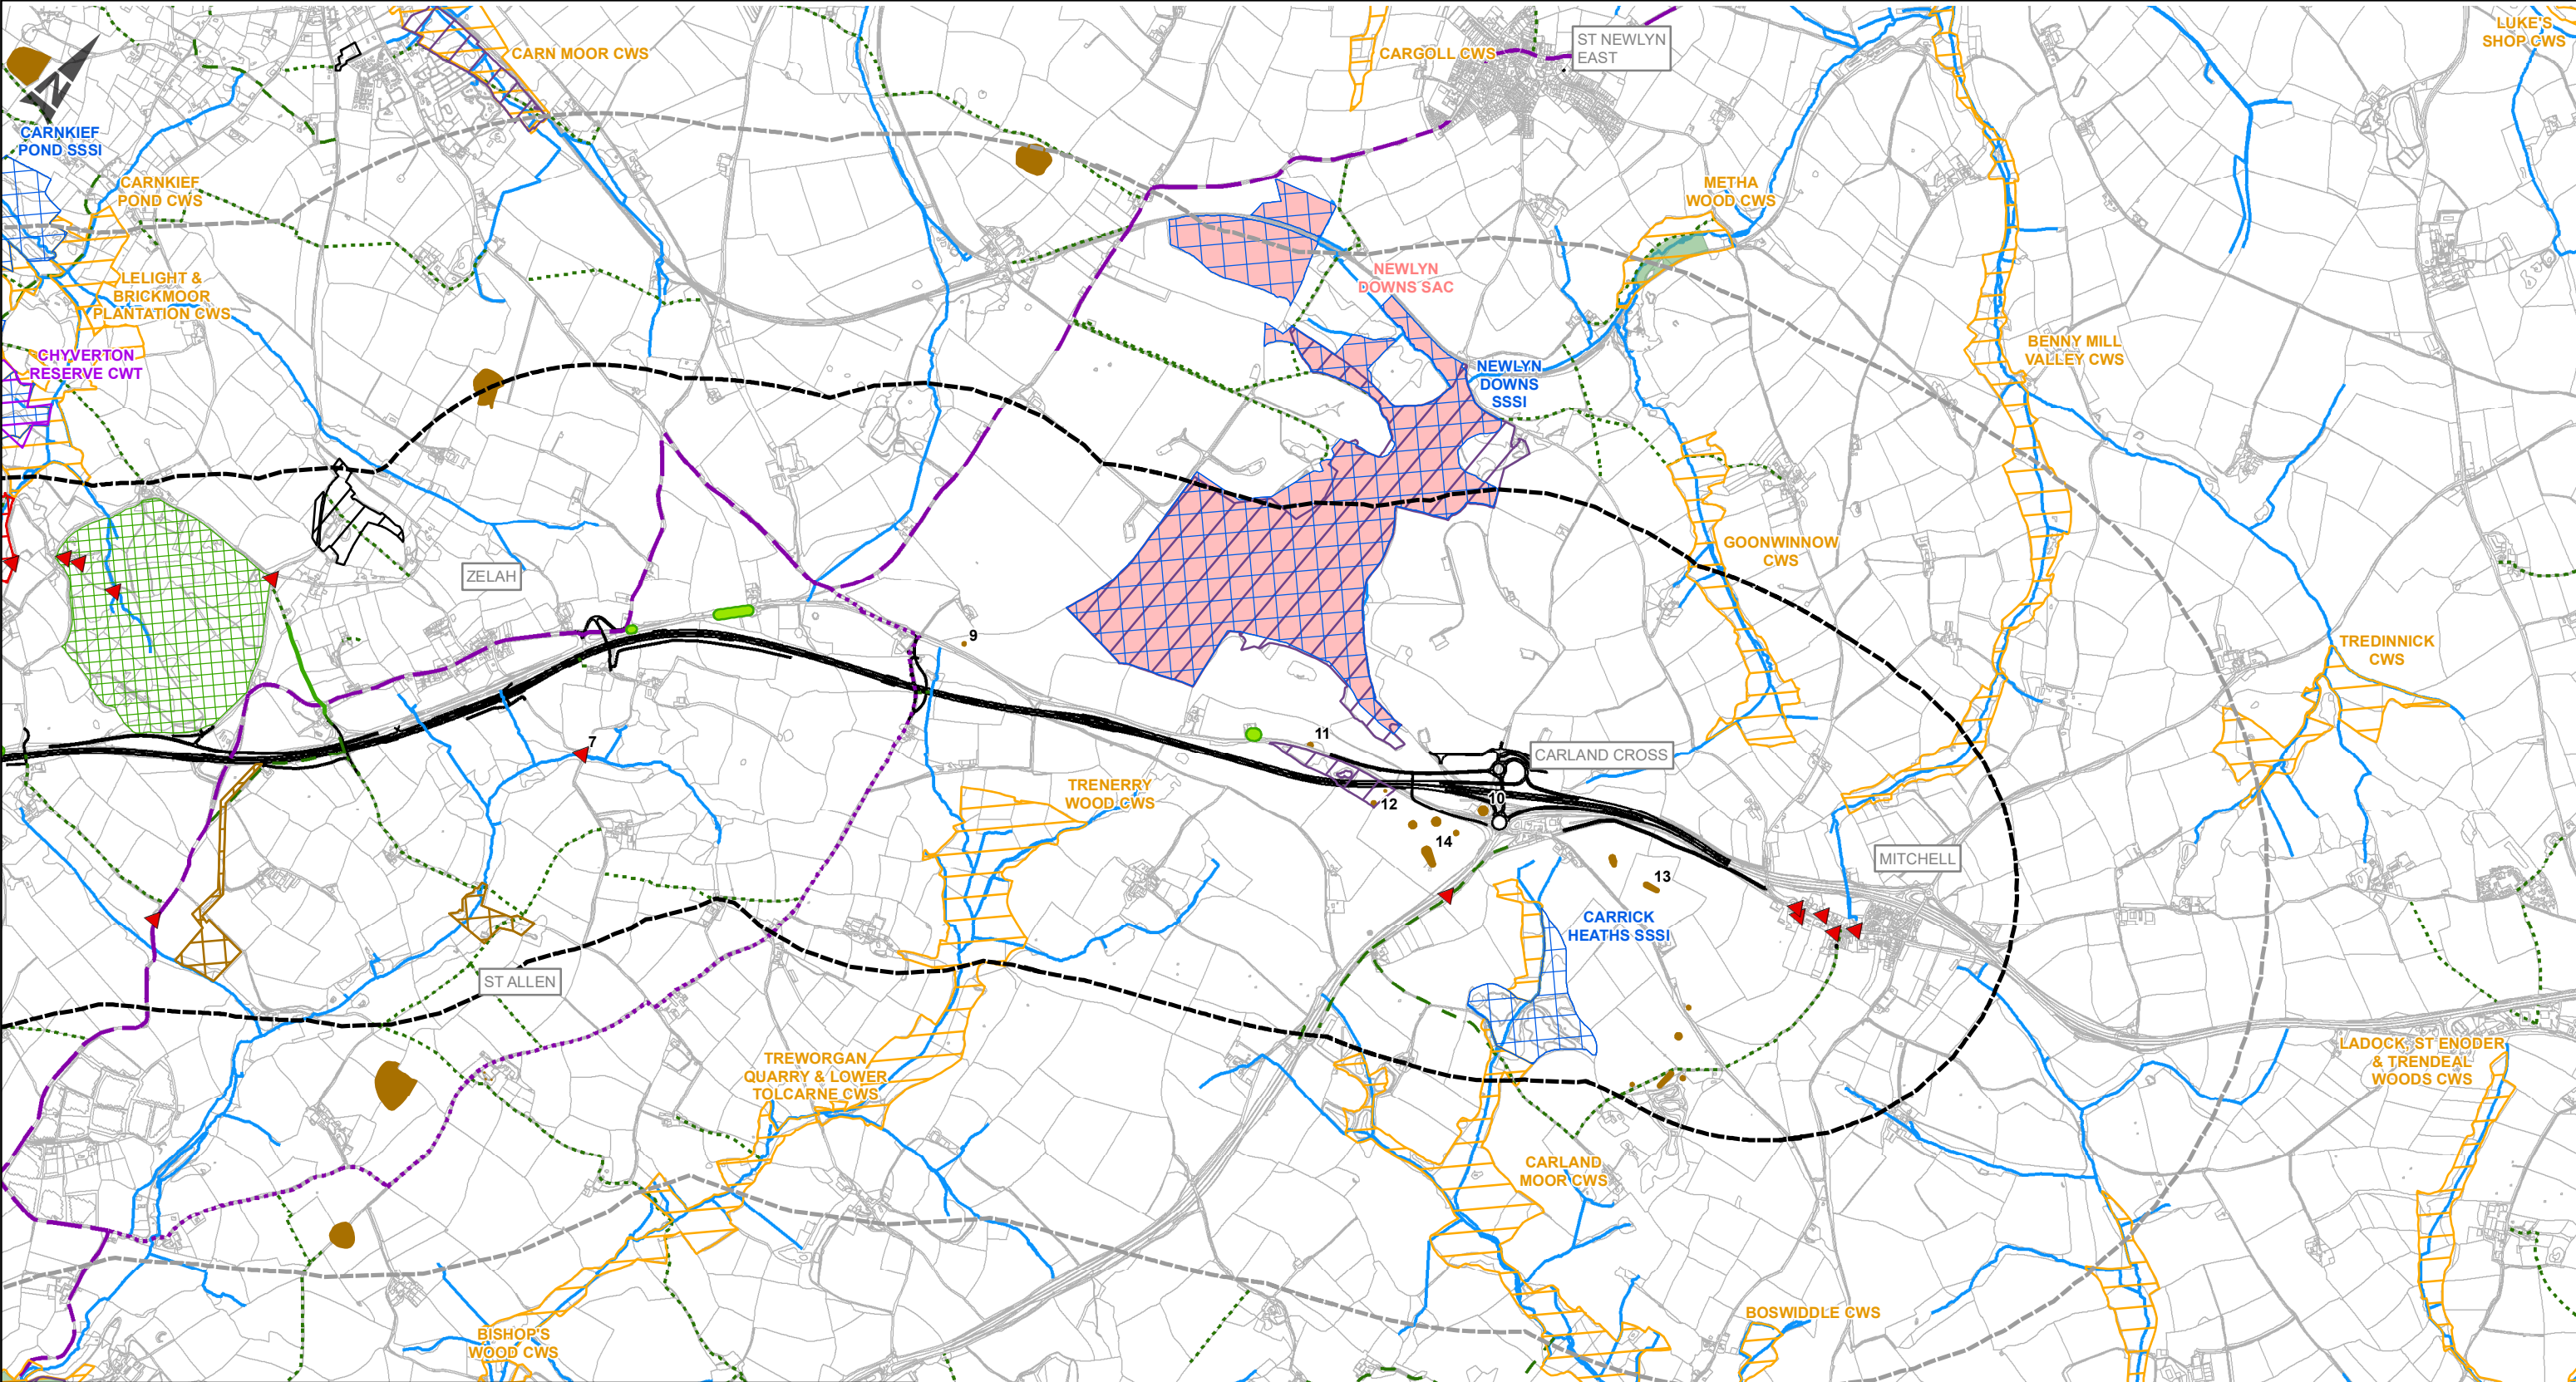 CARN MOOR CWS
CARGOLL CWS
ST NEWLYN
EAST
LUKE'S
SHOP CWS
N
CARNKIEF
POND SSSI
CARNKIEF
POND CWS
METHA
WOOD CWS
LELIGHT &
BRICKMOOR
PLANTATION CWS
NEWLYN
DOWNS SAC
CHYVERTON
RESERVE CWT
NEWLYN
DOWNS
SSSI
BENNY MILL
VALLEY CWS
GOONWINNOW
CWS
ZELAH
9
TREDINNICK
CWS
7
11
CARLAND CROSS
TRENERRY
WOOD CWS
12
10
14
13
MITCHELL
CARRICK
HEATHS SSSI
ST ALLEN
TREWORGAN
QUARRY & LOWER
TOLCARNE CWS
LADOCK, ST ENODER
& TRENDEAL
WOODS CWS
CARLAND
MOOR CWS
BISHOP'S
WOOD CWS
BOSWIDDLE CWS